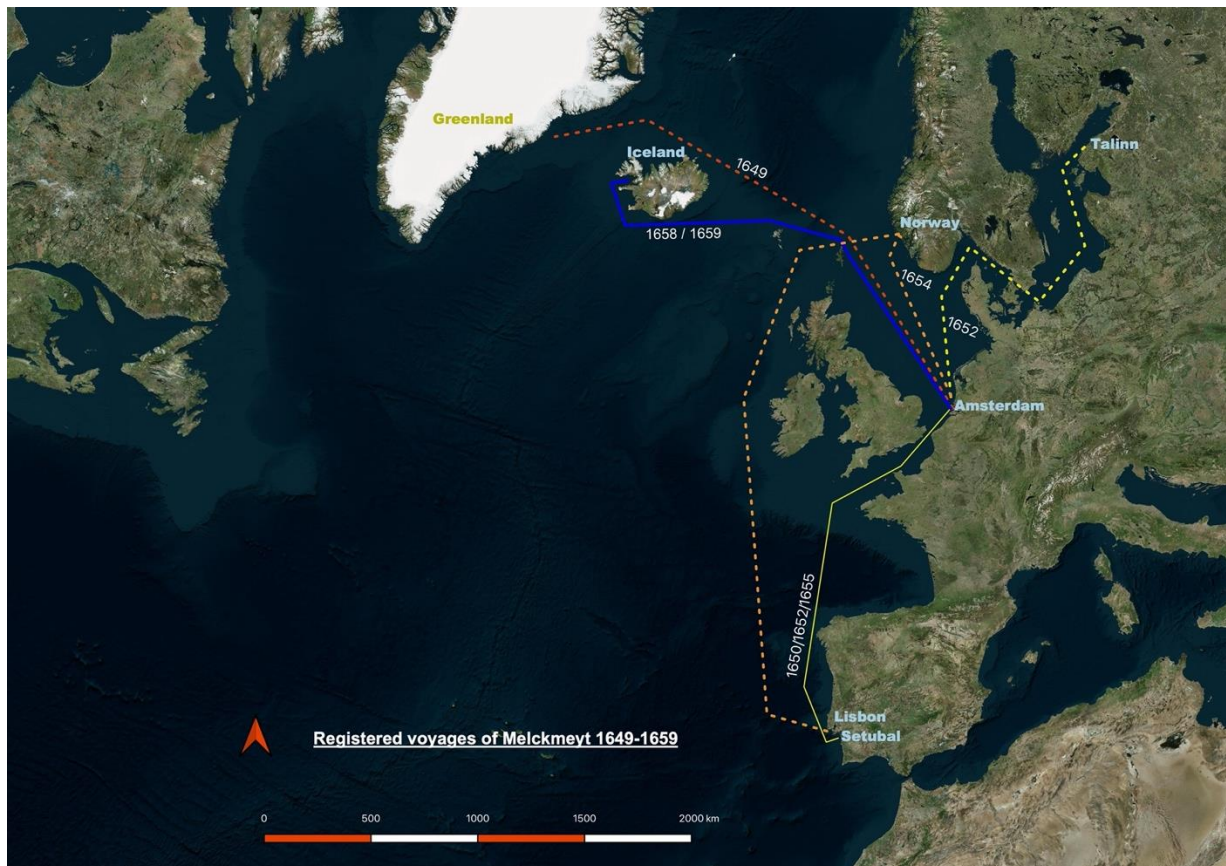 Greenland
Iceland
1649
Talinn
Norway
1658 / 1659
1654
1652
Amsterdam
1650/1652/1655
Lisbon
Setubal
Registered voyages of Melckmeyt 1649-1659
0 500 1000 1500 2000 km